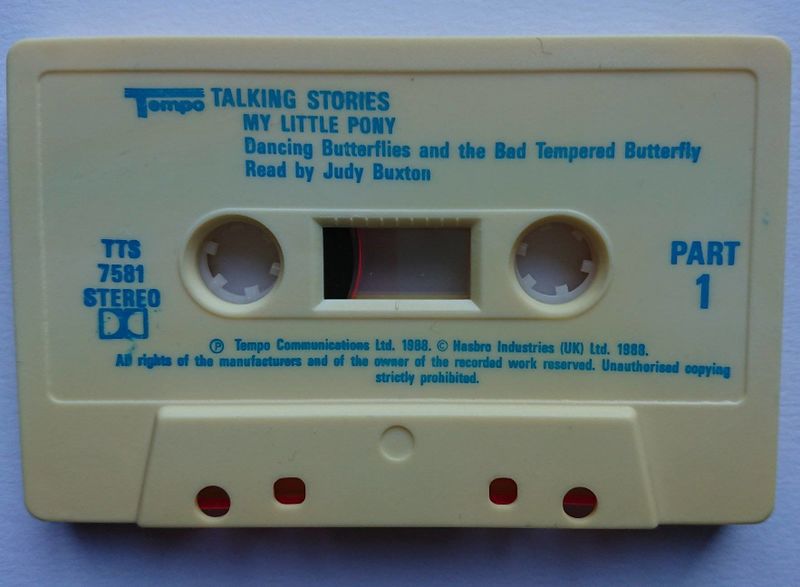 Tempo TALKING STORIES
MY LITTLE PONY
Dancing Butterflies and the Bad Tempered Butterfly
Read by Judy Buxton
TTS
7581
STEREO
PART
1
Ⓟ Tempo Communications Ltd. 1988. © Hasbro Industries (UK) Ltd. 1988.
All rights of the manufacturers and of the owner of the recorded work reserved. Unauthorised copying
strictly prohibited.